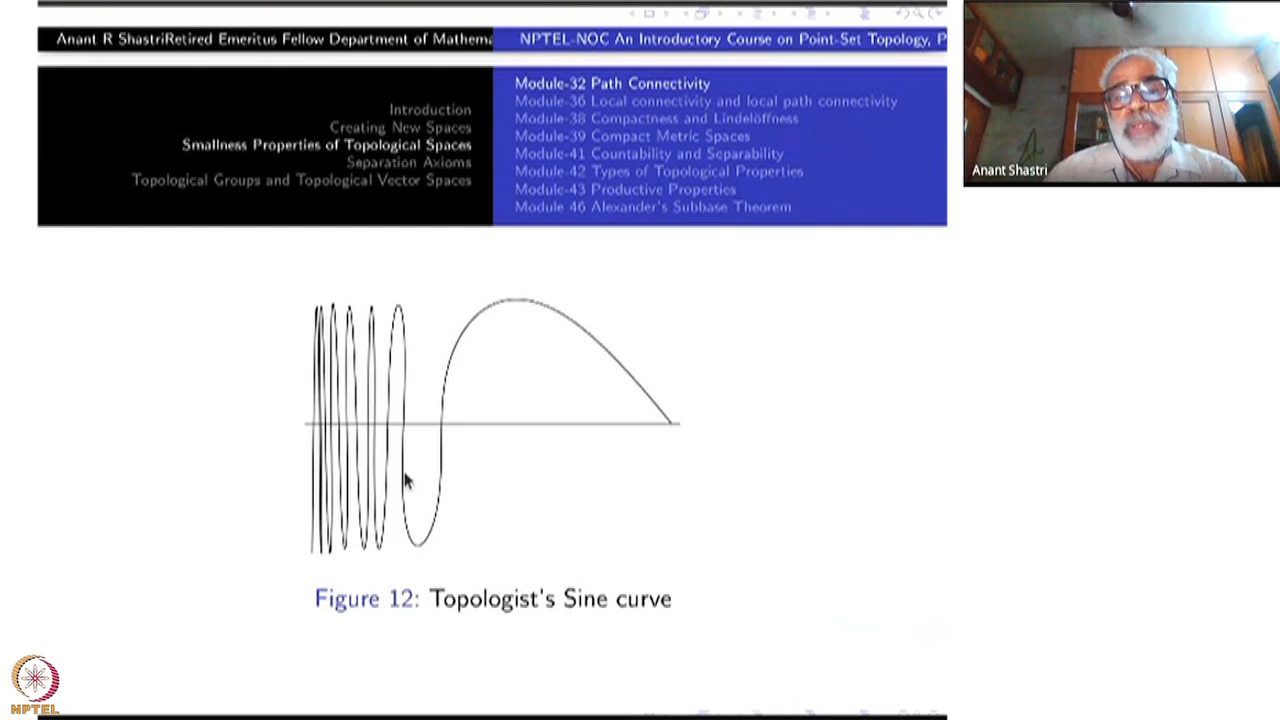 Anant R ShastriRetired Emeritus Fellow Department of Mathema
NPTEL-NOC An Introductory Course on Point-Set Topology, P
Introduction
Creating New Spaces
Smallness Properties of Topological Spaces
Separation Axioms
Topological Groups and Topological Vector Spaces
Module-32 Path Connectivity
Module-36 Local connectivity and local path connectivity
Module-38 Compactness and Lindelöffness
Module-39 Compact Metric Spaces
Module-41 Countability and Separability
Module-42 Types of Topological Properties
Module-43 Productive Properties
Module 46 Alexander's Subbase Theorem
Anant Shastri
Figure 12: Topologist's Sine curve
NPTEL